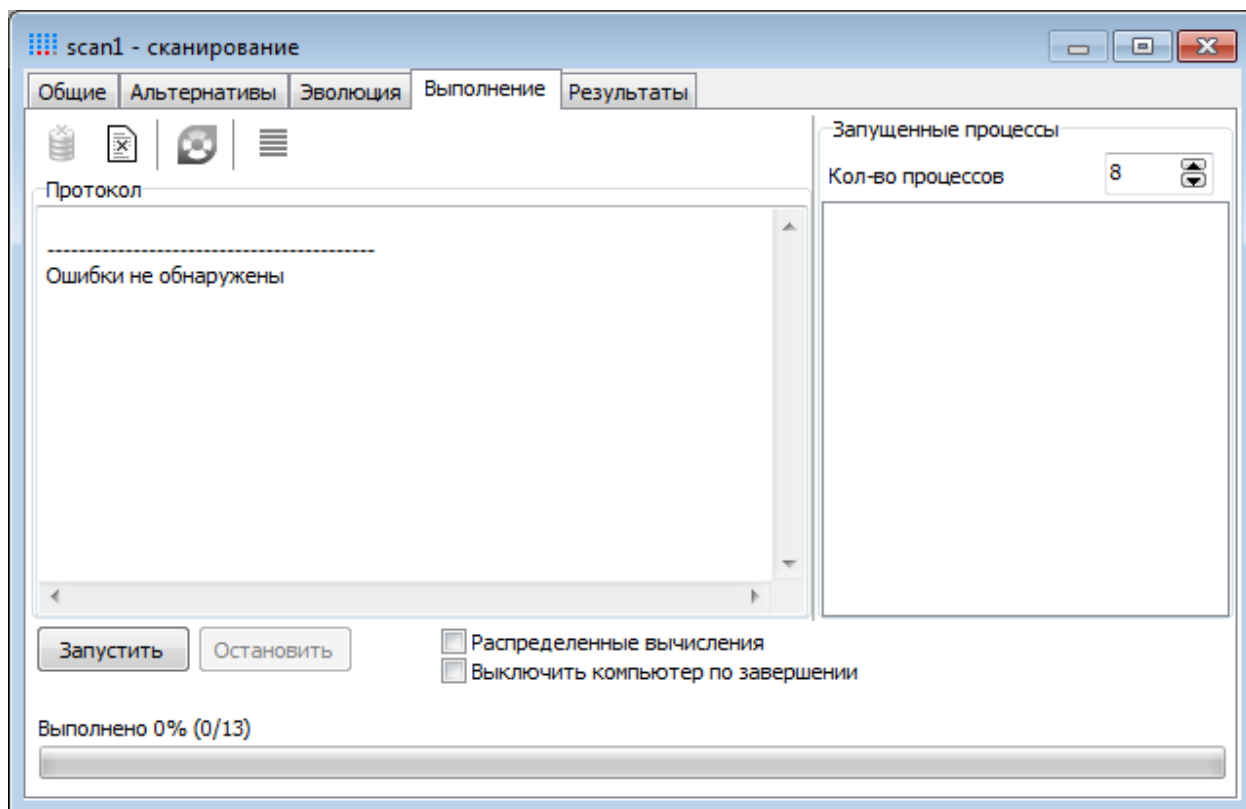 scan1 - сканирование
Общие Альтернативы Эволюция Выполнение Результаты
Протокол
-----------------------------------------
Ошибки не обнаружены
Запущенные процессы
Кол-во процессов 8
Запустить Остановить
Распределенные вычисления
Выключить компьютер по завершении
Выполнено 0% (0/13)